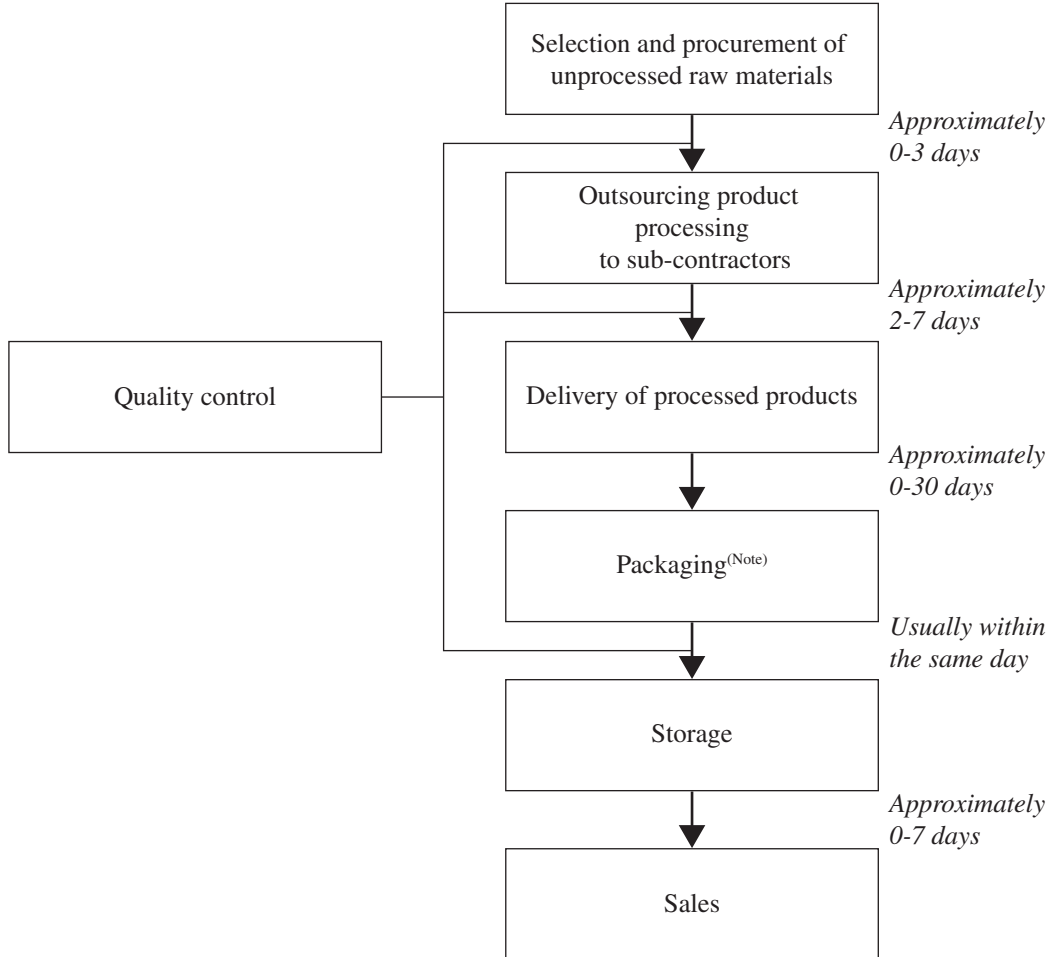 Selection and procurement of
unprocessed raw materials
Approximately
0-3 days
Outsourcing product
processing
to sub-contractors
Approximately
2-7 days
Quality control
Delivery of processed products
Approximately
0-30 days
Packaging(Note)
Usually within
the same day
Storage
Approximately
0-7 days
Sales